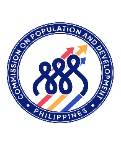 COMMISSION ON POPULATION AND DEVELOPMENT
PHILIPPINES